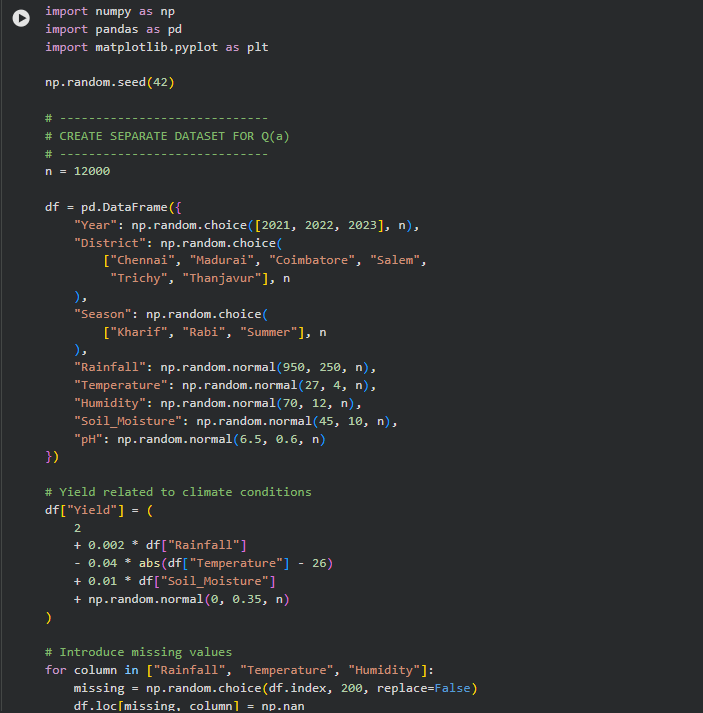 import numpy as np
import pandas as pd
import matplotlib.pyplot as plt

np.random.seed(42)

# -----------------------------
# CREATE SEPARATE DATASET FOR Q(a)
# -----------------------------
n = 12000

df = pd.DataFrame({
    "Year": np.random.choice([2021, 2022, 2023], n),
    "District": np.random.choice(
        ["Chennai", "Madurai", "Coimbatore", "Salem",
         "Trichy", "Thanjavur"], n
    ),
    "Season": np.random.choice(
        ["Kharif", "Rabi", "Summer"], n
    ),
    "Rainfall": np.random.normal(950, 250, n),
    "Temperature": np.random.normal(27, 4, n),
    "Humidity": np.random.normal(70, 12, n),
    "Soil_Moisture": np.random.normal(45, 10, n),
    "pH": np.random.normal(6.5, 0.6, n)
})

# Yield related to climate conditions
df["Yield"] = (
    2
    + 0.002 * df["Rainfall"]
    - 0.04 * abs(df["Temperature"] - 26)
    + 0.01 * df["Soil_Moisture"]
    + np.random.normal(0, 0.35, n)
)

# Introduce missing values
for column in ["Rainfall", "Temperature", "Humidity"]:
    missing = np.random.choice(df.index, 200, replace=False)
    df.loc[missing, column] = np.nan